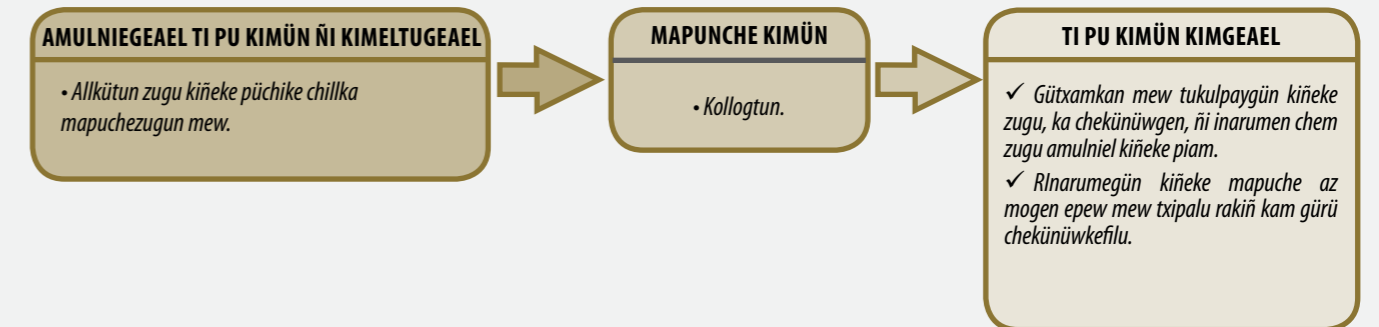 AMULNIEGEAEL TI PU KIMÜN ÑI KIMELTUGEAEL
• Allkütun zugu kiñeke püchike chillka
mapuchezugun mew.
MAPUNCHE KIMÜN
• Kollogtun.
TI PU KIMÜN KIMGEAEL
✓ Gütxamkan mew tukulpaygün kiñeke
zugu, ka chekünüwgen, ñi inarumen chem
zugu amulniel kiñeke piam.
✓ RInarumegün kiñeke mapuche az
mogen epew mew txipalu rakiñ kam gürü
chekünüwkefilu.